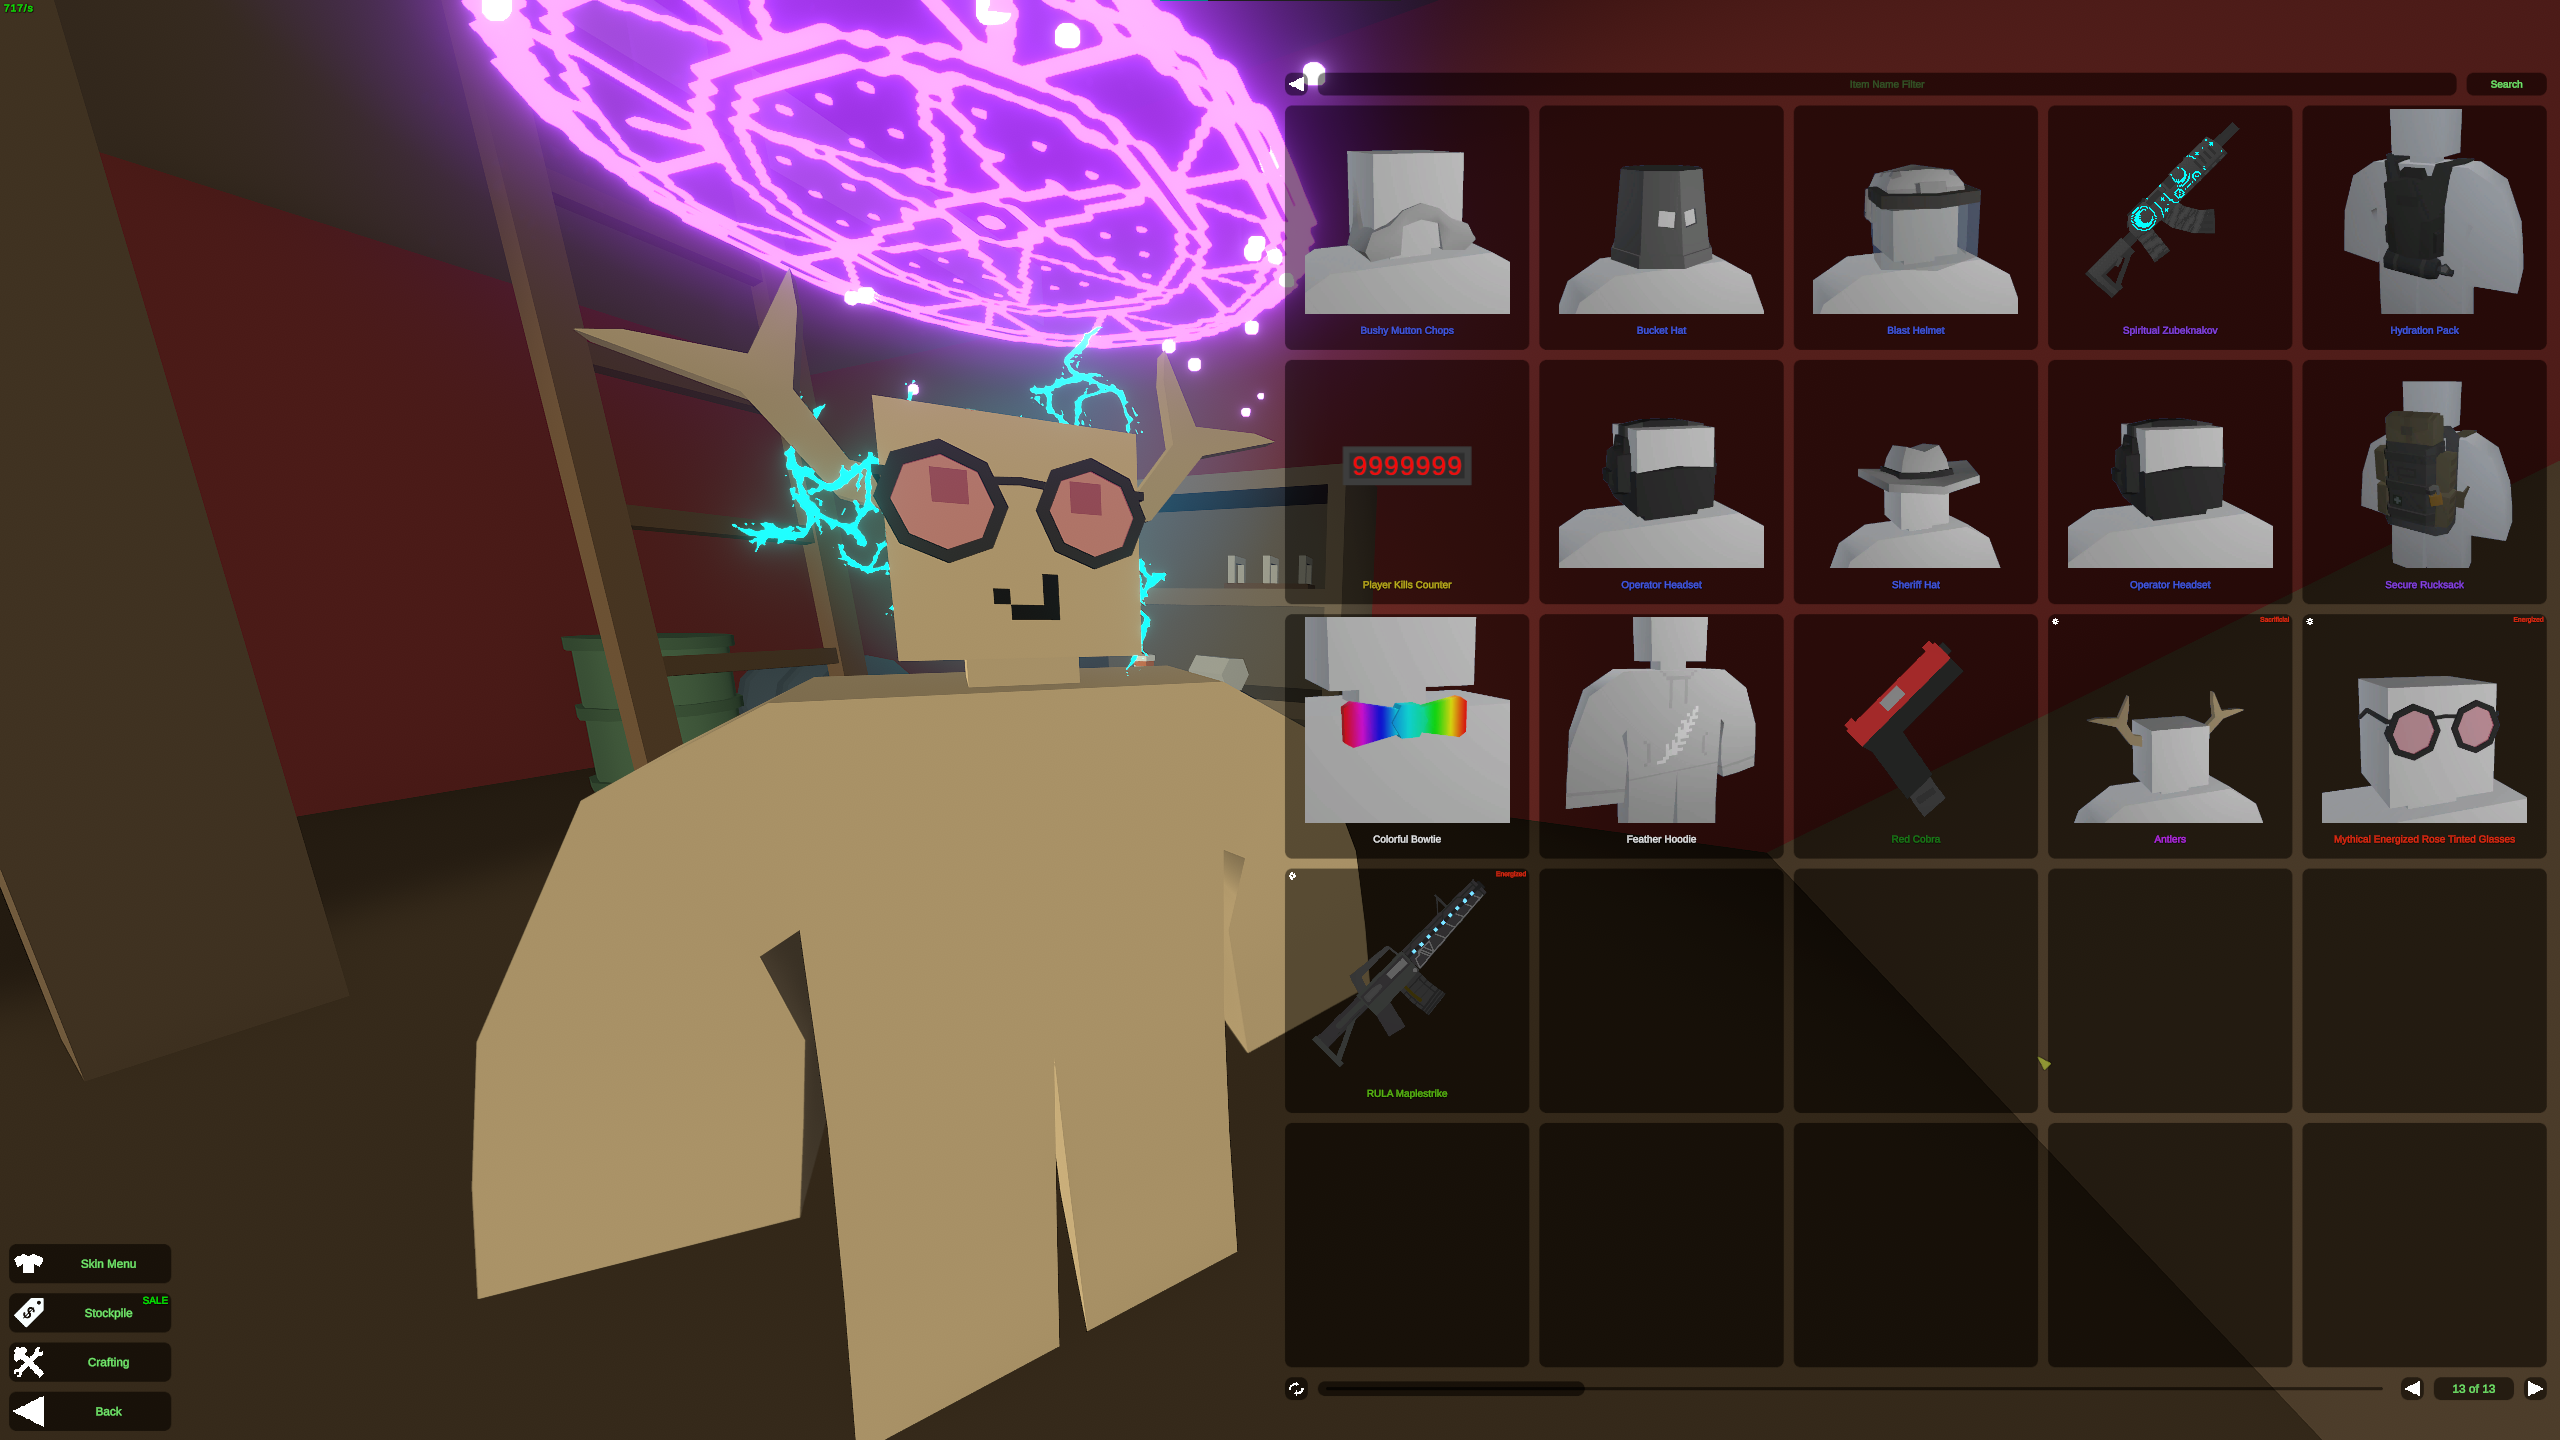 717/s
Item Name Filter
Search
Bushy Mutton Chops
Bucket Hat
Blast Helmet
Spiritual Zubeknakov
Hydration Pack
9999999
Player Kills Counter
Operator Headset
Sheriff Hat
Operator Headset
Secure Rucksack
Colorful Bowtie
Feather Hoodie
Red Cobra
Sacrificial
Antlers
Energized
Mythical Energized Rose Tinted Glasses
Energized
RULA Maplestrike
Skin Menu
Stockpile
SALE
Crafting
Back
13 of 13